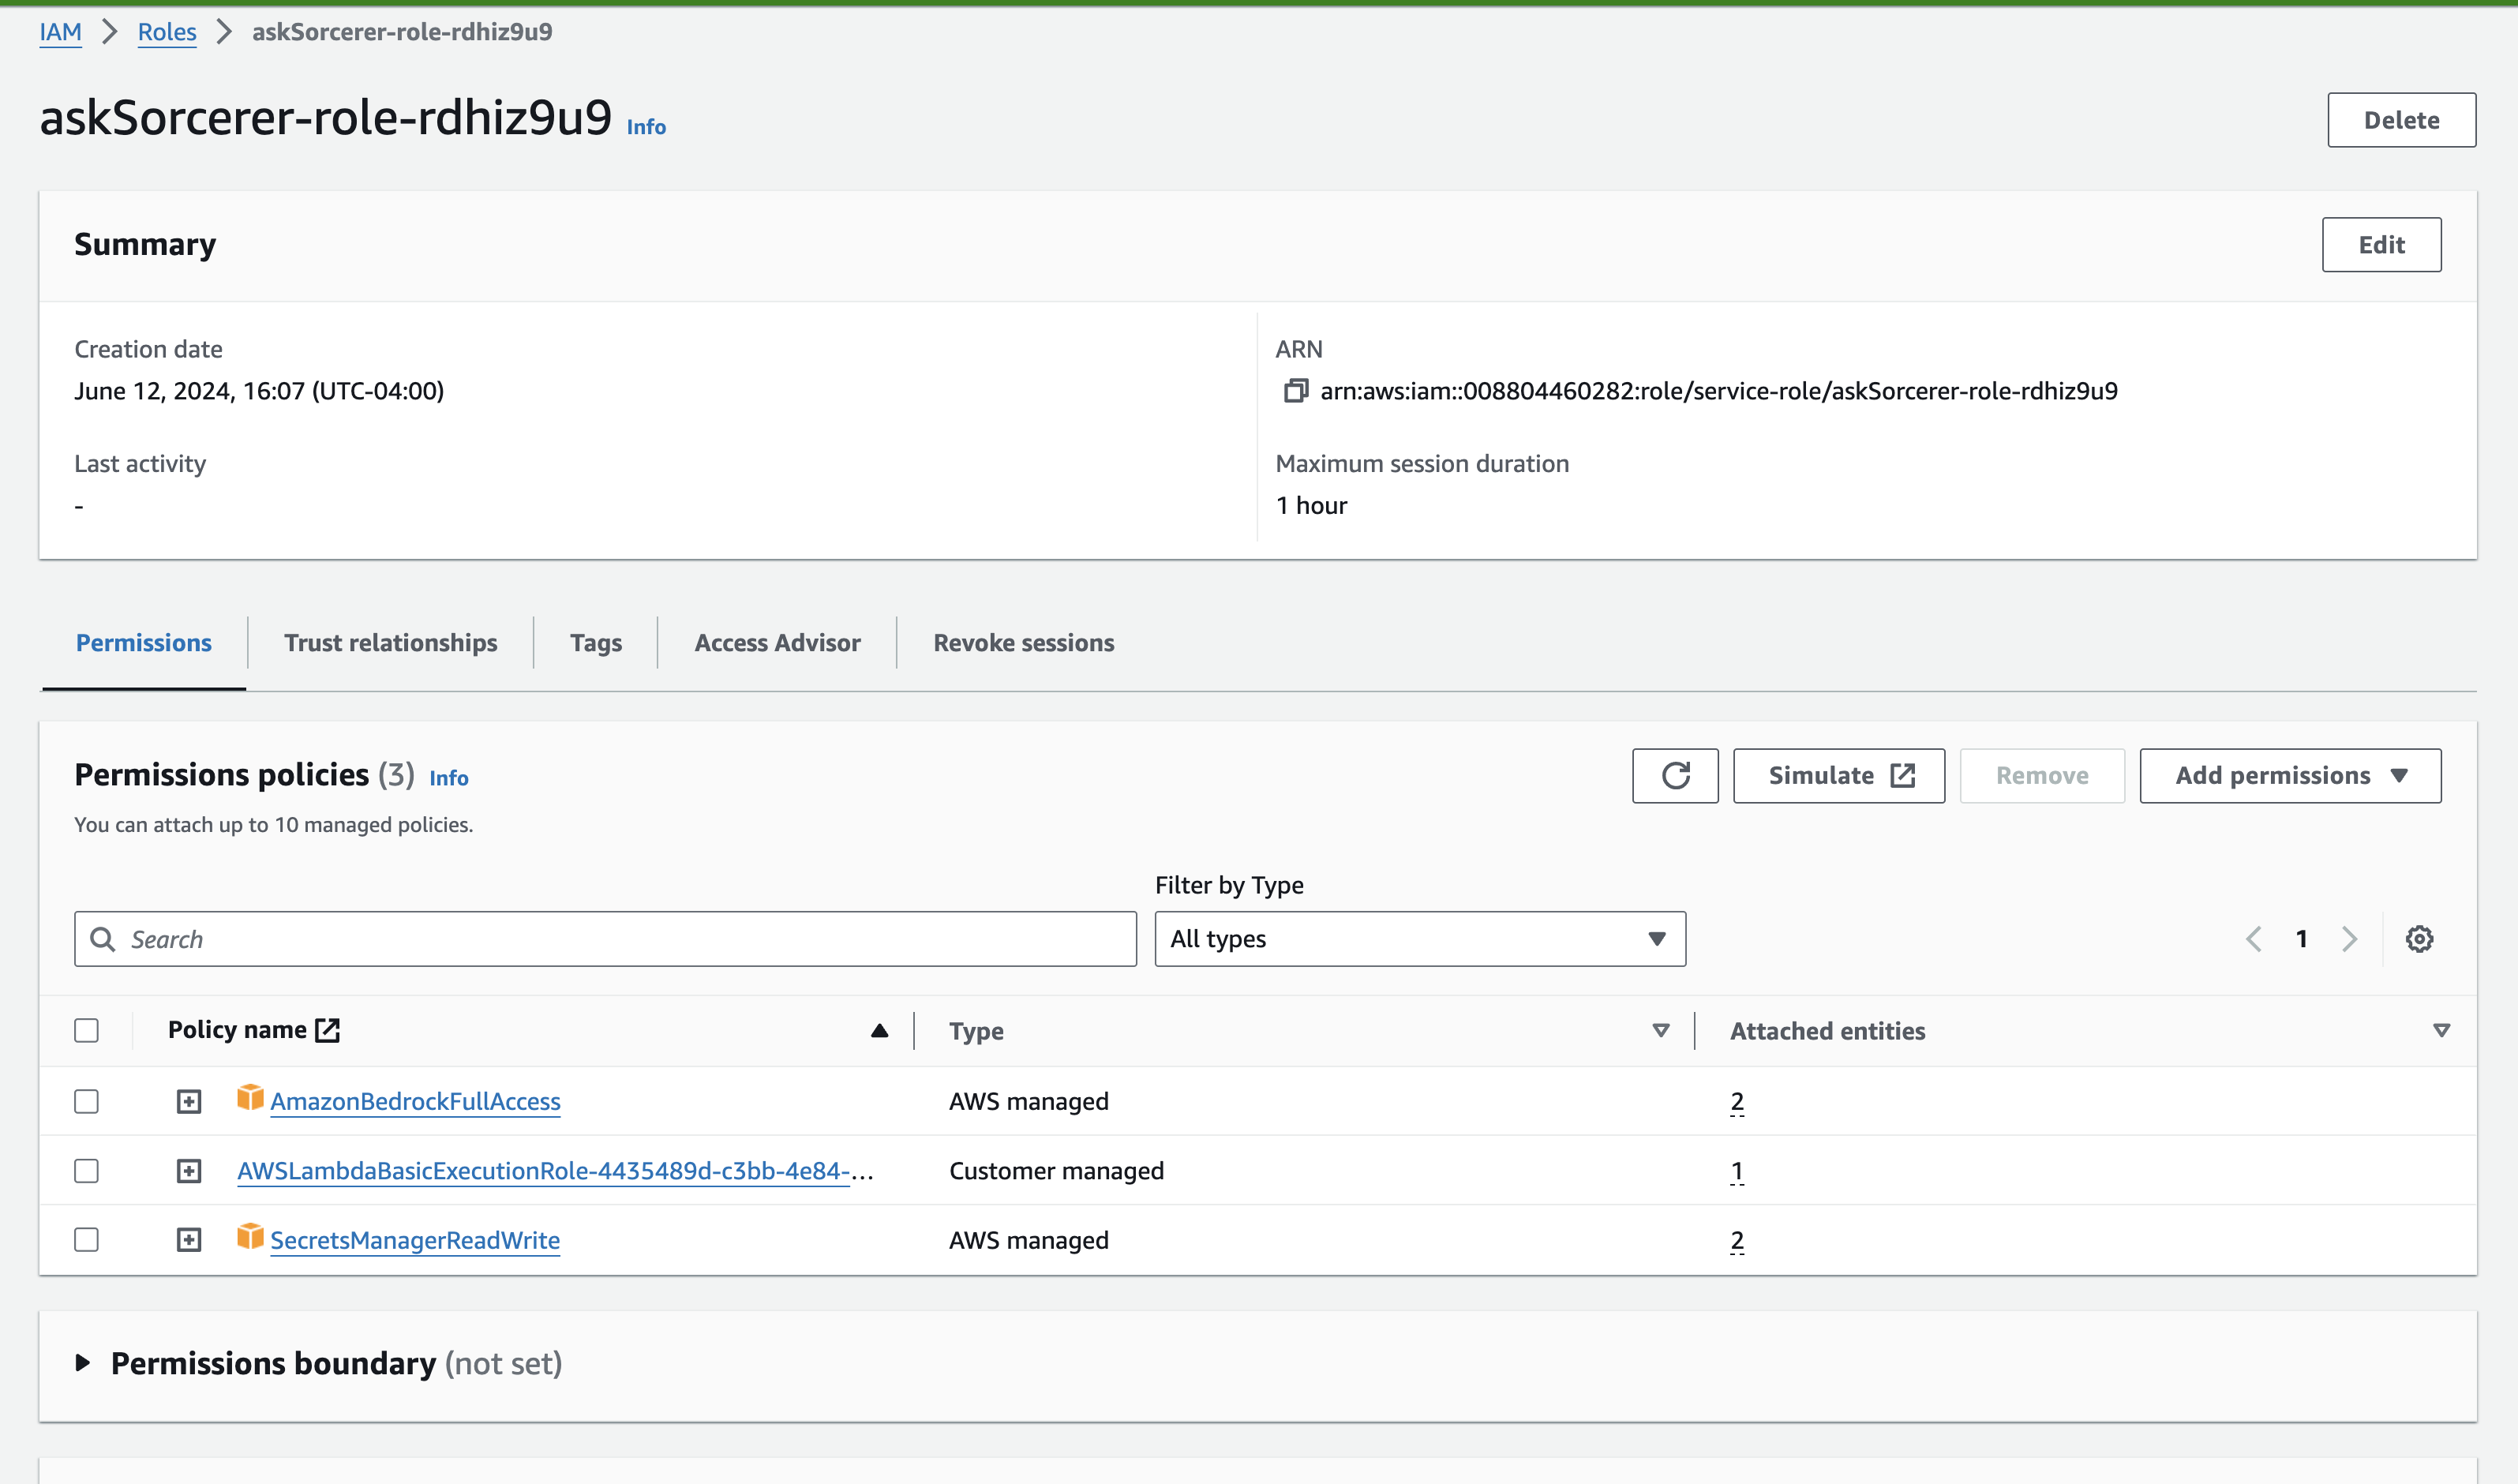 IAM > Roles > askSorcerer-role-rdhiz9u9
askSorcerer-role-rdhiz9u9 Info
Delete
Summary
Edit
Creation date
June 12, 2024, 16:07 (UTC-04:00)
ARN
arn:aws:iam::008804460282:role/service-role/askSorcerer-role-rdhiz9u9
Last activity
-
Maximum session duration
1 hour
Permissions
Trust relationships
Tags
Access Advisor
Revoke sessions
Permissions policies (3) Info
You can attach up to 10 managed policies.
Simulate
Remove
Add permissions
Filter by Type
Search
All types
1
Policy name
Type
Attached entities
AmazonBedrockFullAccess
AWS managed
2
AWSLambdaBasicExecutionRole-4435489d-c3bb-4e84-...
Customer managed
1
SecretsManagerReadWrite
AWS managed
2
Permissions boundary (not set)